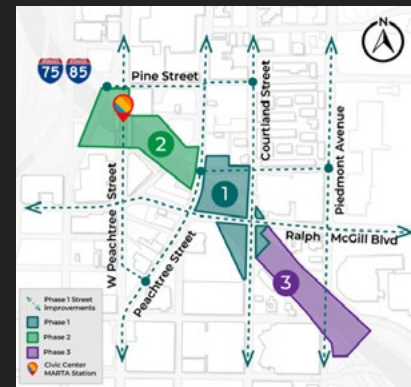 N
75 85
Pine Street
Courtland Street
Piedmont Avenue
2
1
W Peachtree Street
Peachtree Street
Ralph McGill Blvd
3
Phase 1 Street
Improvements
Phase 1
Phase 2
Phase 3
Civic Center
MARTA Station